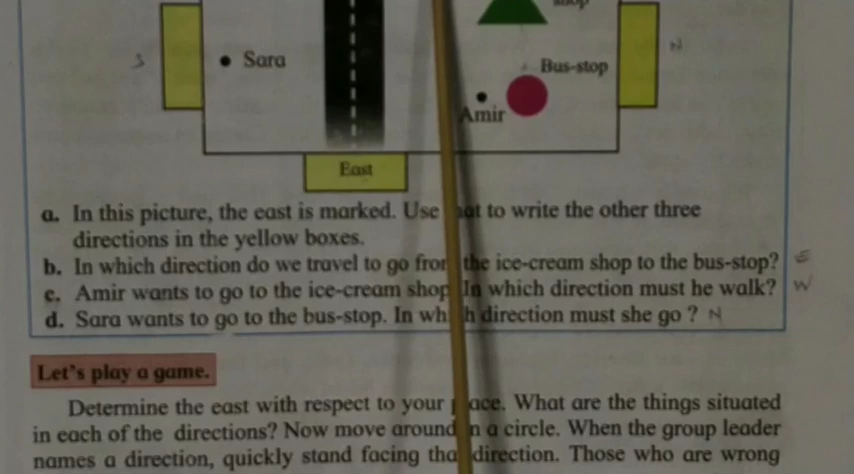 S
Sara
N
Bus-stop
Amir
East
a. In this picture, the east is marked. Use to write the other three
directions in the yellow boxes.
b. In which direction do we travel to go from the ice-cream shop to the bus-stop? E
c. Amir wants to go to the ice-cream shop. In which direction must he walk? W
d. Sara wants to go to the bus-stop. In which direction must she go ? N
Let's play a game.
Determine the east with respect to your place. What are the things situated
in each of the directions? Now move around in a circle. When the group leader
names a direction, quickly stand facing that direction. Those who are wrong